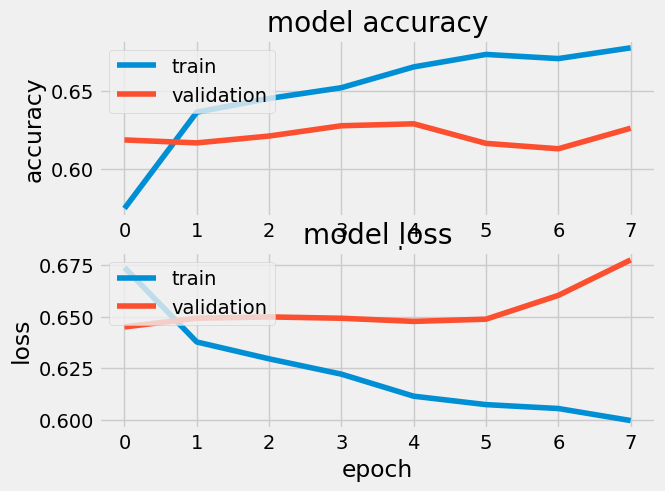 model accuracy
train
validation
accuracy
0.65
0.60
0 1 2 3 4 5 6 7
model loss
train
validation
loss
0.675
0.650
0.625
0.600
0 1 2 3 4 5 6 7
epoch